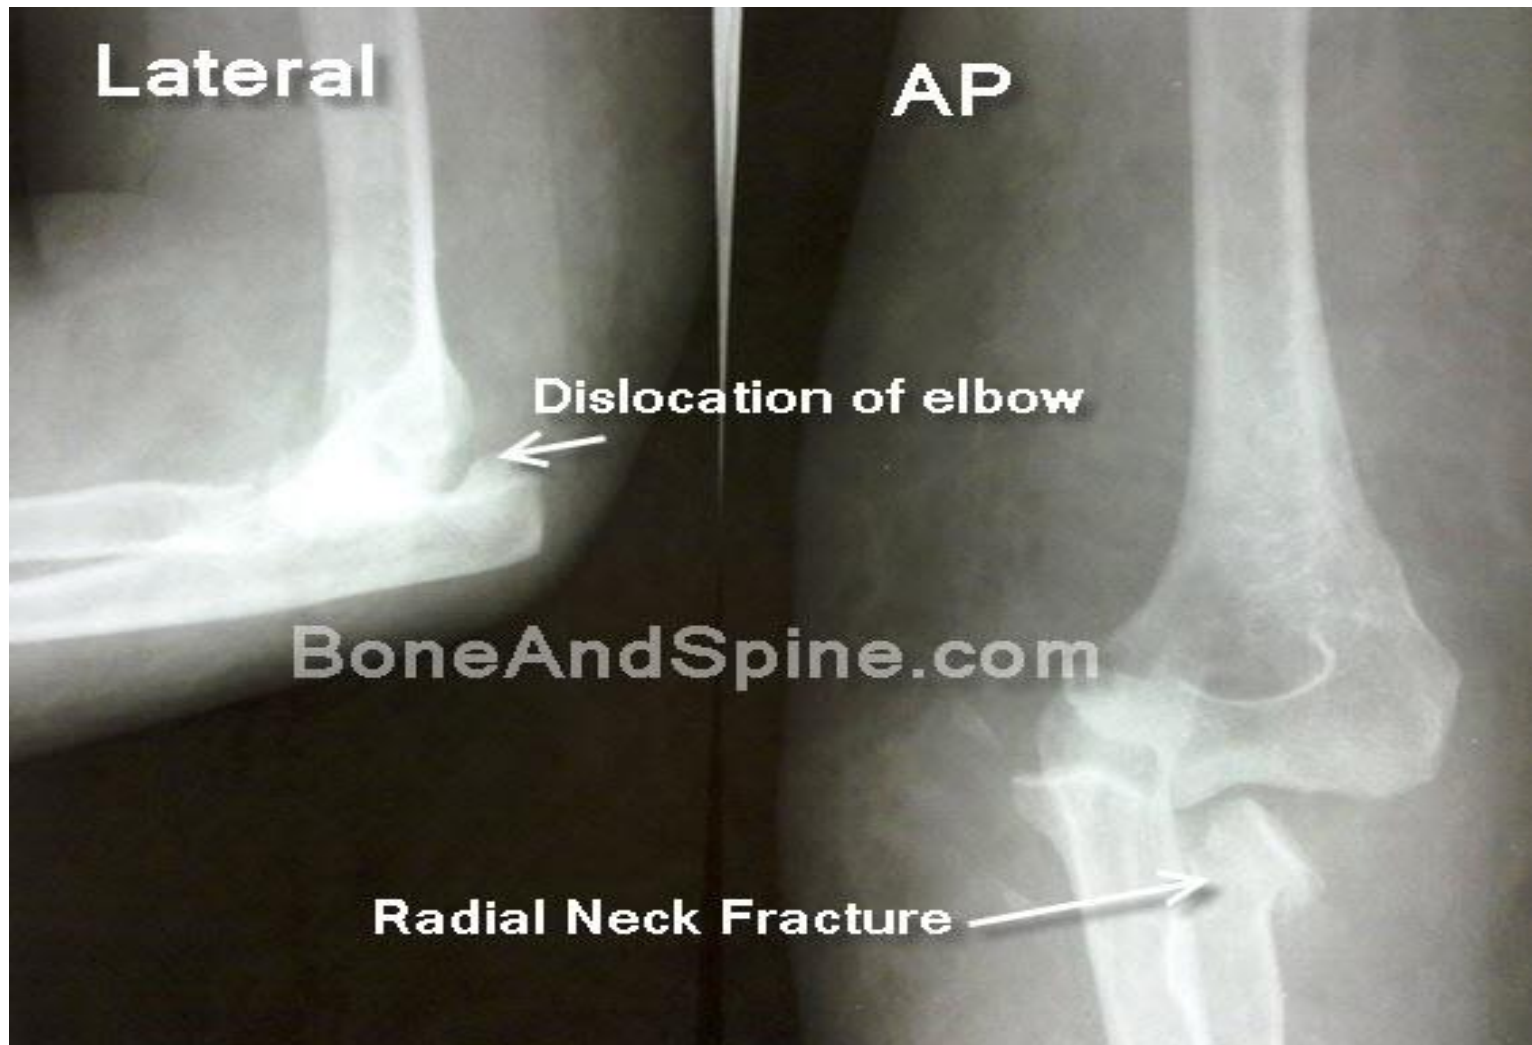 Lateral
AP
Dislocation of elbow
BoneAndSpine.com
Radial Neck Fracture